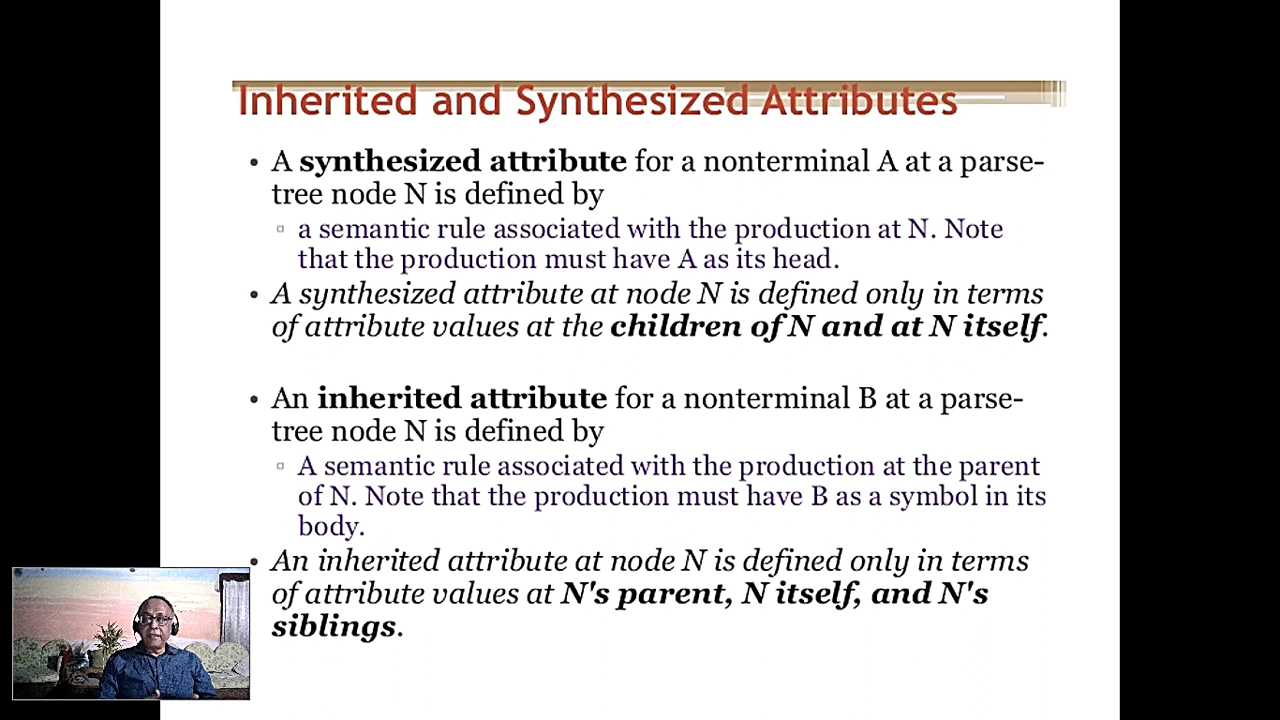 Inherited and Synthesized Attributes
• A synthesized attribute for a nonterminal A at a parse-
tree node N is defined by
▫ a semantic rule associated with the production at N. Note
that the production must have A as its head.
• A synthesized attribute at node N is defined only in terms
of attribute values at the children of N and at N itself.
• An inherited attribute for a nonterminal B at a parse-
tree node N is defined by
▫ A semantic rule associated with the production at the parent
of N. Note that the production must have B as a symbol in its
body.
• An inherited attribute at node N is defined only in terms
of attribute values at N's parent, N itself, and N's
siblings.